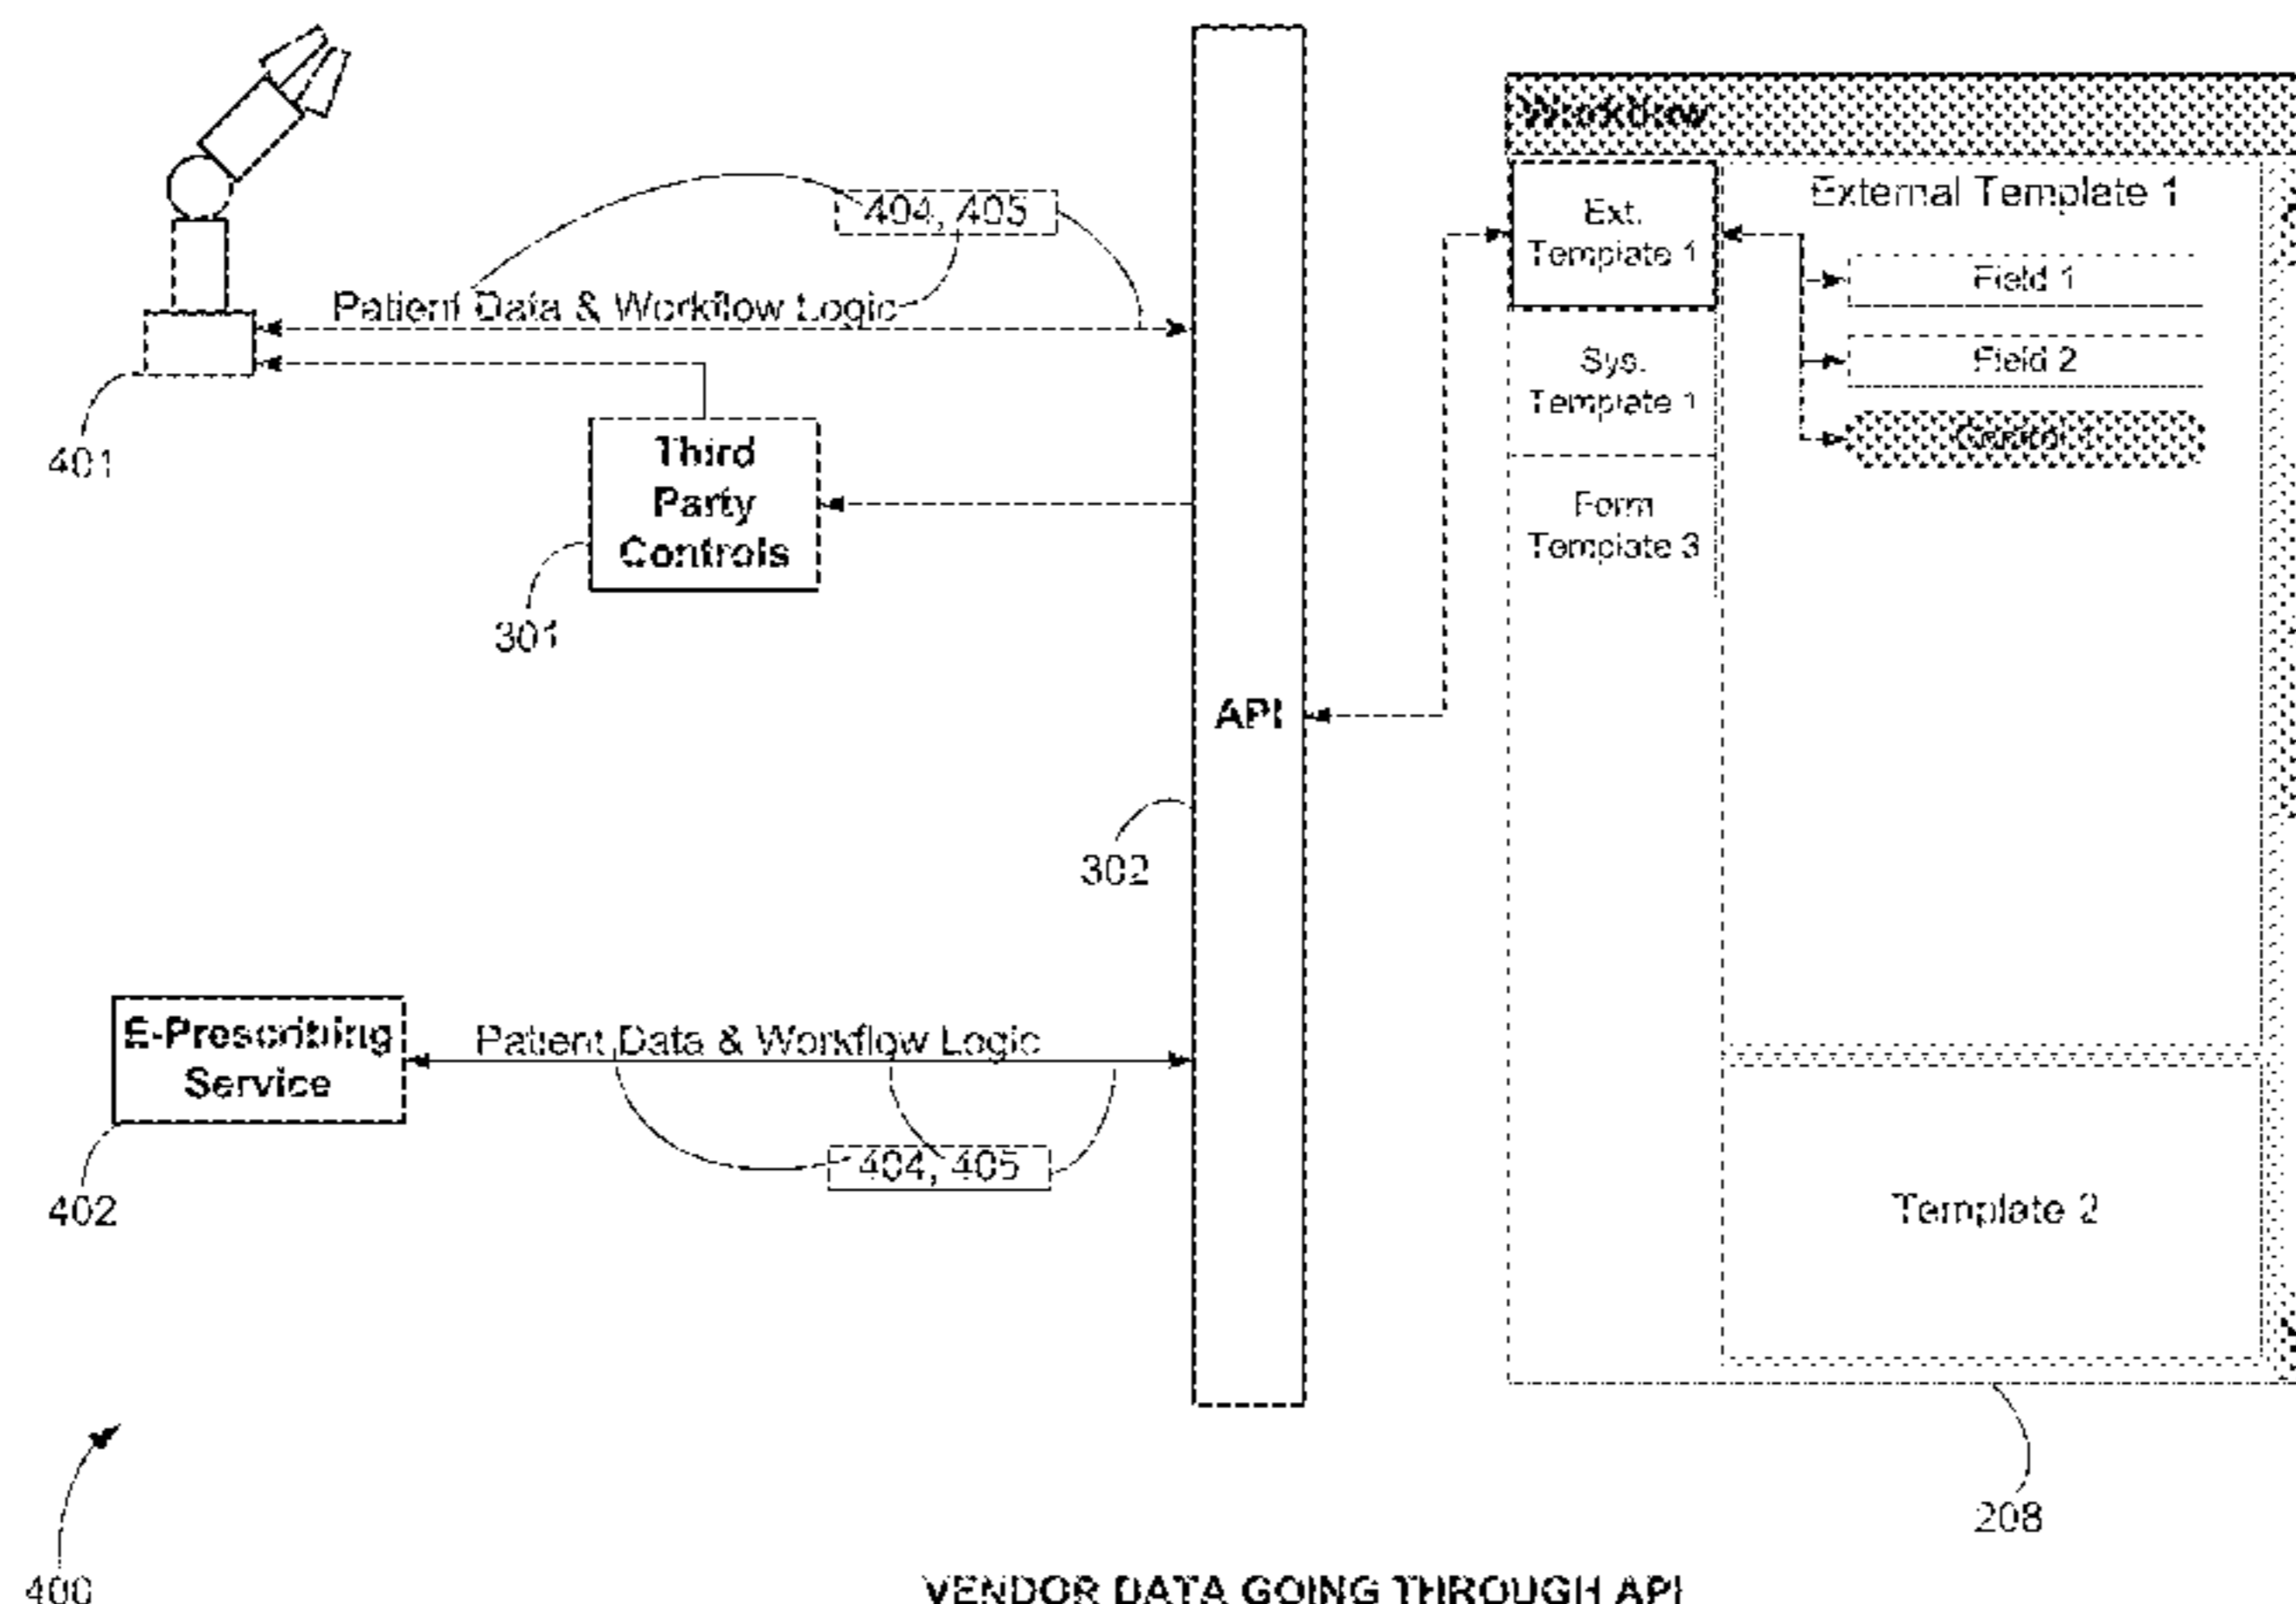 Workflow
404, 405
Patient Data & Workflow Logic
401
Third
Party
Controls
301
API
302
Ext.
Template 1
Sys.
Template 1
Form
Template 3
External Template 1
Field 1
Field 2
Control 1
E-Prescribing
Service
Patient Data & Workflow Logic
404, 405
402
Template 2
208
400
VENDOR DATA GOING THROUGH API